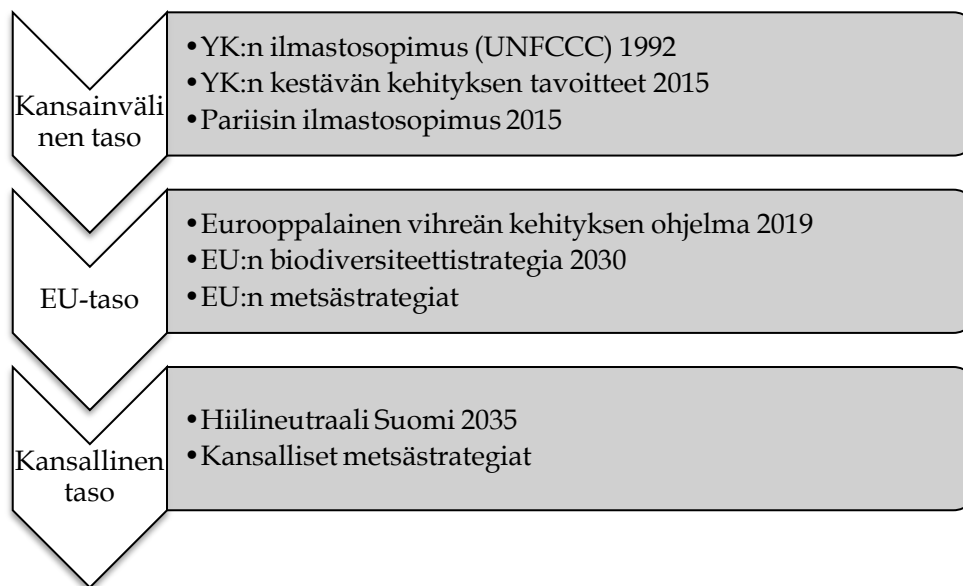 Kansainväli
nen taso
•YK:n ilmastosopimus (UNFCCC) 1992
•YK:n kestävän kehityksen tavoitteet 2015
•Pariisin ilmastosopimus 2015
EU-taso
•Eurooppalainen vihreän kehityksen ohjelma 2019
•EU:n biodiversiteettistrategia 2030
•EU:n metsästrategiat
Kansallinen
taso
•Hiilineutraali Suomi 2035
•Kansalliset metsästrategiat